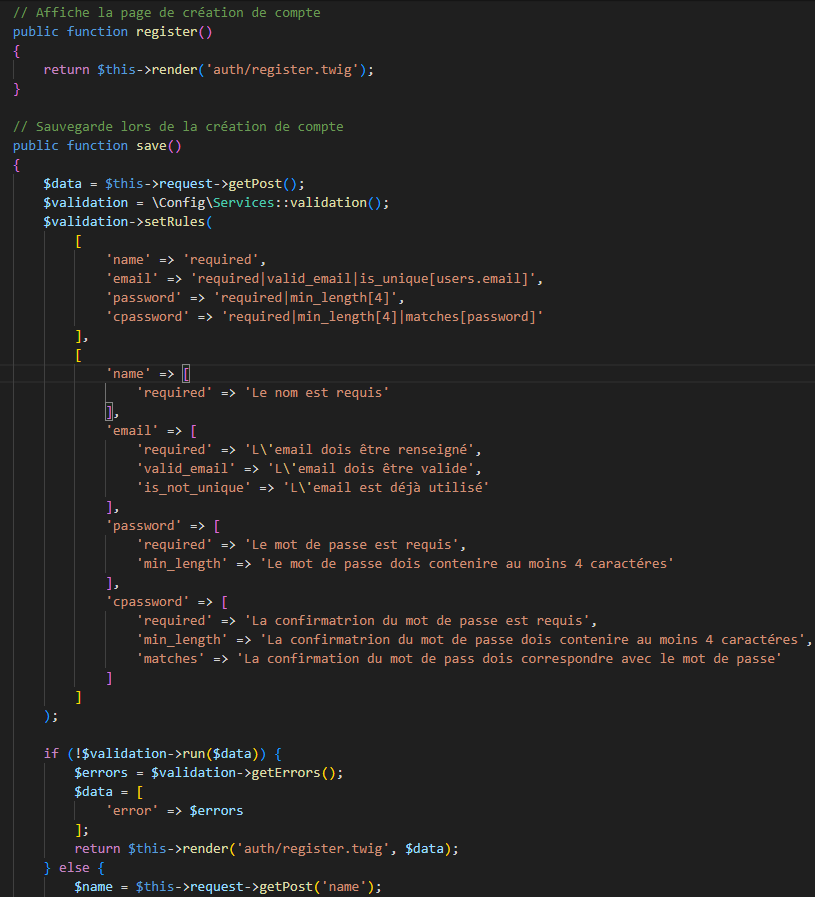 // Affiche la page de création de compte
public function register()
{
    return $this->render('auth/register.twig');
}

// Sauvegarde lors de la création de compte
public function save()
{
    $data = $this->request->getPost();
    $validation = \Config\Services::validation();
    $validation->setRules(
        [
            'name' => 'required',
            'email' => 'required|valid_email|is_unique[users.email]',
            'password' => 'required|min_length[4]',
            'cpassword' => 'required|min_length[4]|matches[password]'
        ],
        [
            'name' => [
                'required' => 'Le nom est requis'
            ],
            'email' => [
                'required' => 'L\'email dois être renseigné',
                'valid_email' => 'L\'email dois être valide',
                'is_not_unique' => 'L\'email est déjà utilisé'
            ],
            'password' => [
                'required' => 'Le mot de passe est requis',
                'min_length' => 'Le mot de passe dois contenire au moins 4 caractéres'
            ],
            'cpassword' => [
                'required' => 'La confirmatrion du mot de passe est requis',
                'min_length' => 'La confirmatrion du mot de passe dois contenire au moins 4 caractéres',
                'matches' => 'La confirmation du mot de pass dois correspondre avec le mot de passe'
            ]
        ]
    );

    if (!$validation->run($data)) {
        $errors = $validation->getErrors();
        $data = [
            'error' => $errors
        ];
        return $this->render('auth/register.twig', $data);
    } else {
        $name = $this->request->getPost('name');